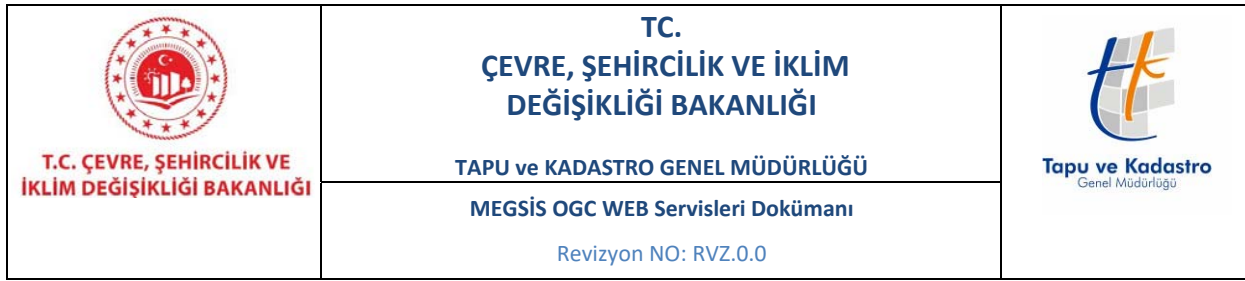 T.C. ÇEVRE, ŞEHİRCİLİK VE
İKLİM DEĞİŞİKLİĞİ BAKANLIĞI
TC.
ÇEVRE, ŞEHİRCİLİK VE İKLİM
DEĞİŞİKLİĞİ BAKANLIĞI
TAPU ve KADASTRO GENEL MÜDÜRLÜĞÜ
MEGSİS OGC WEB Servisleri Dokümanı
Revizyon NO: RVZ.0.0
Tapu ve Kadastro
Genel Müdürlüğü